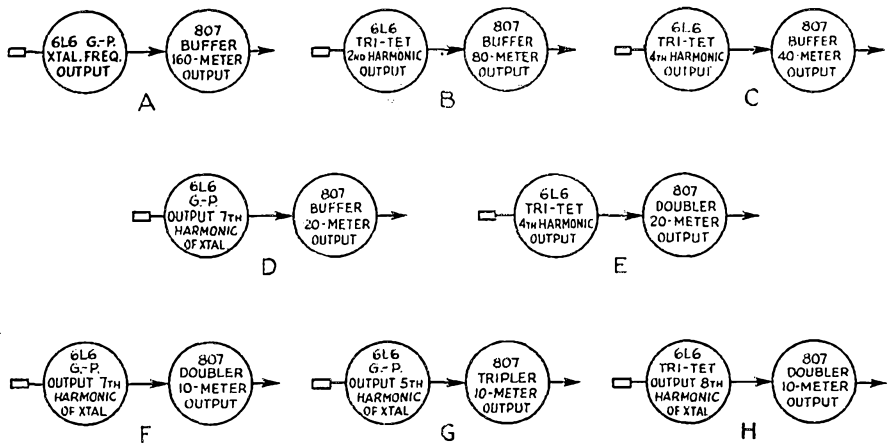 6L6 G.-P.
XTAL. FREQ.
OUTPUT
807
BUFFER
160-METER
OUTPUT
A
6L6
TRI-TET
2ND HARMONIC
OUTPUT
807
BUFFER
80-METER
OUTPUT
B
6L6
TRI-TET
4TH HARMONIC
OUTPUT
807
BUFFER
40-METER
OUTPUT
C
6L6
G.-P.
OUTPUT 7TH
HARMONIC
OF XTAL
807
BUFFER
20-METER
OUTPUT
D
6L6
TRI-TET
4TH HARMONIC
OUTPUT
807
DOUBLER
20-METER
OUTPUT
E
6L6
G.-P.
OUTPUT 7TH
HARMONIC
OF XTAL
807
DOUBLER
10-METER
OUTPUT
F
6L6
G.-P.
OUTPUT 5TH
HARMONIC
OF XTAL
807
TRIPLER
10-METER
OUTPUT
G
6L6
TRI-TET
OUTPUT 8TH
HARMONIC
OF XTAL
807
DOUBLER
10-METER
OUTPUT
H